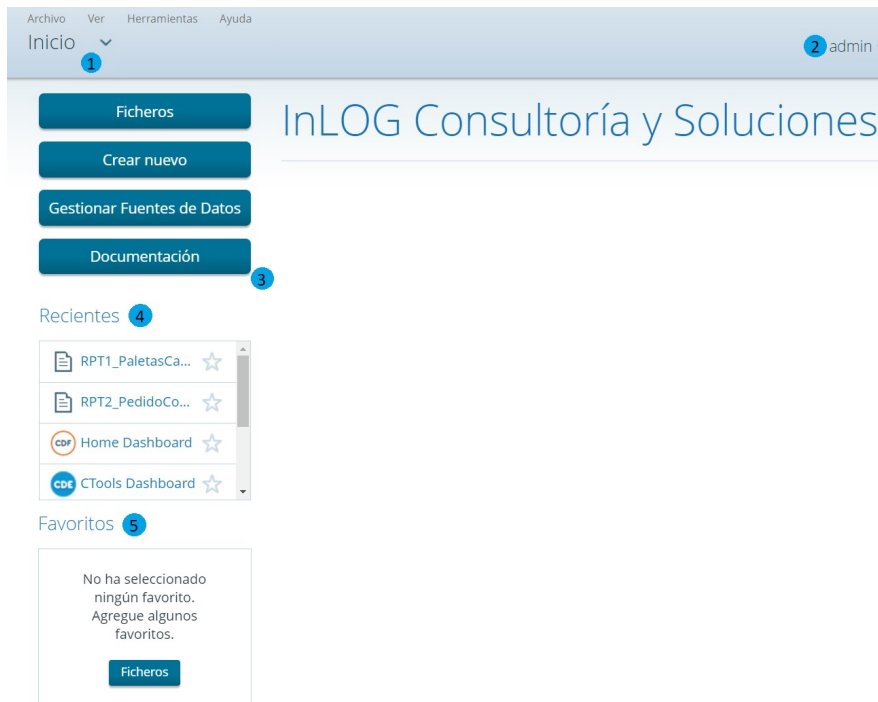 Archivo Ver Herramientas Ayuda
Inicio
1
2 admin
Ficheros
Crear nuevo
Gestionar Fuentes de Datos
Documentación
3
InLOG Consultoría y Soluciones
Recientes 4
RPT1_PaletasCa...
RPT2_PedidoCo...
CDF Home Dashboard
CDE CTools Dashboard
Favoritos 5
No ha seleccionado
ningún favorito.
Agregue algunos
favoritos.
Ficheros